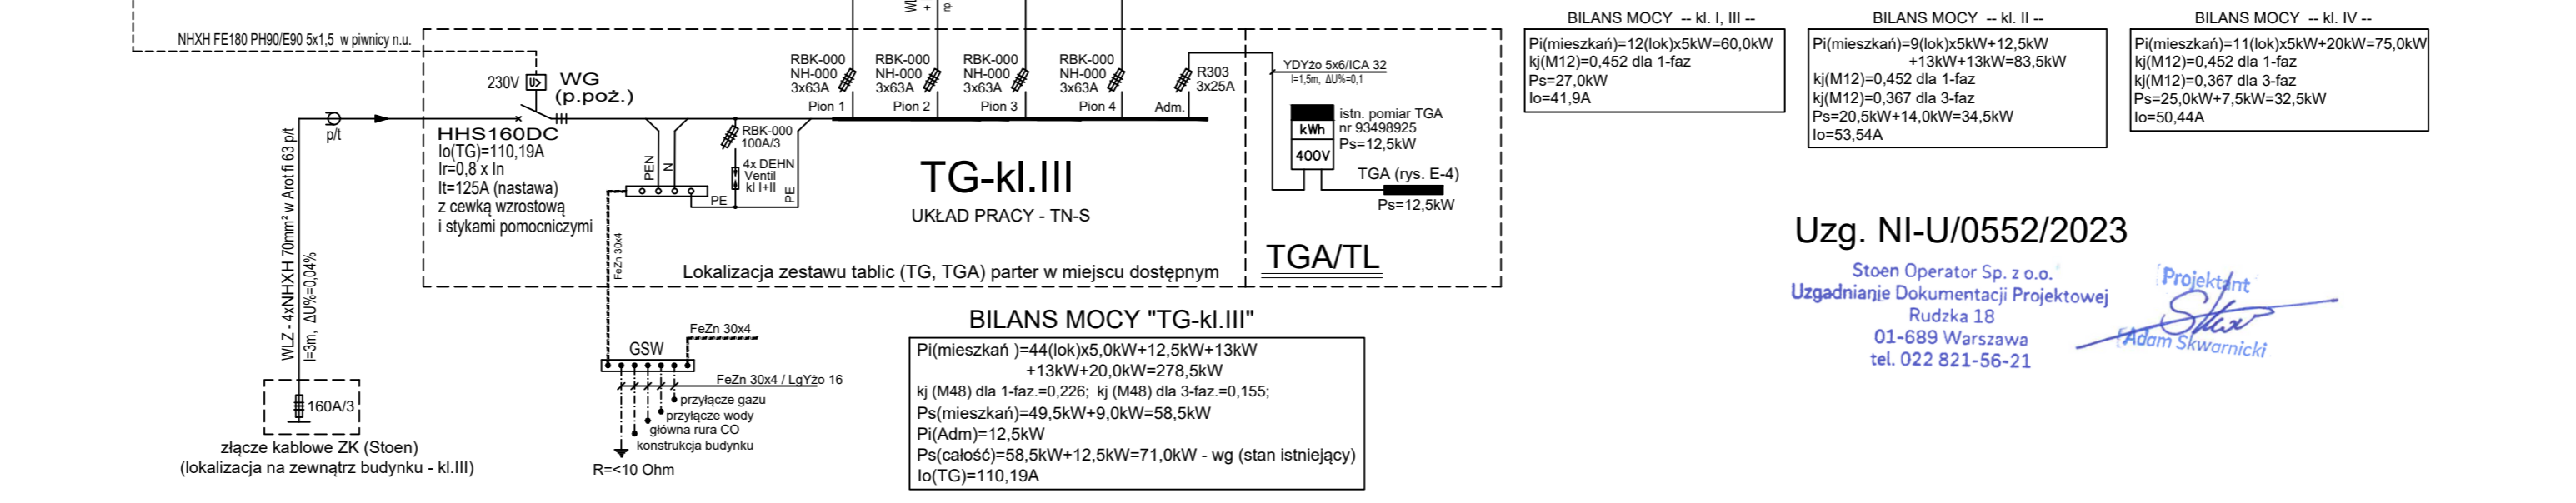 NHXH FE180 PH90/E90 5x1,5 w piwnicy n.u.
230V
WG
(p.poż.)
p/t
HHS160DC
Io(TG)=110,19A
Ir=0,8 x In
It=125A (nastawa)
z cewką wzrostową
i stykami pomocniczymi
WLZ - 4xNHXH 70mm² w Arot fi 63 p/t
l=3m, ΔU%=0,04%
160A/3
złącze kablowe ZK (Stoen)
(lokalizacja na zewnątrz budynku - kl.III)
PEN
N
RBK-000
100A/3
4x DEHN
Ventil
kl I+II
PE
PE
FeZn 30x4
RBK-000
NH-000
3x63A
Pion 1
RBK-000
NH-000
3x63A
Pion 2
RBK-000
NH-000
3x63A
Pion 3
RBK-000
NH-000
3x63A
Pion 4
R303
3x25A
Adm.
TG-kl.III
UKŁAD PRACY - TN-S
Lokalizacja zestawu tablic (TG, TGA) parter w miejscu dostępnym
YDYżo 5x6/ICA 32
l=1,5m, ΔU%=0,1
kWh
400V
istn. pomiar TGA
nr 93498925
Ps=12,5kW
TGA (rys. E-4)
Ps=12,5kW
TGA/TL
GSW
FeZn 30x4
FeZn 30x4 / LgYżo 16
przyłącze gazu
przyłącze wody
główna rura CO
konstrukcja budynku
R=<10 Ohm
BILANS MOCY "TG-kl.III"
Pi(mieszkań )=44(lok)x5,0kW+12,5kW+13kW
+13kW+20,0kW=278,5kW
kj (M48) dla 1-faz.=0,226; kj (M48) dla 3-faz.=0,155;
Ps(mieszkań)=49,5kW+9,0kW=58,5kW
Pi(Adm)=12,5kW
Ps(całość)=58,5kW+12,5kW=71,0kW - wg (stan istniejący)
Io(TG)=110,19A
BILANS MOCY -- kl. I, III --
Pi(mieszkań)=12(lok)x5kW=60,0kW
kj(M12)=0,452 dla 1-faz
Ps=27,0kW
Io=41,9A
BILANS MOCY -- kl. II --
Pi(mieszkań)=9(lok)x5kW+12,5kW
+13kW+13kW=83,5kW
kj(M12)=0,452 dla 1-faz
kj(M12)=0,367 dla 3-faz
Ps=20,5kW+14,0kW=34,5kW
Io=53,54A
BILANS MOCY -- kl. IV --
Pi(mieszkań)=11(lok)x5kW+20kW=75,0kW
kj(M12)=0,452 dla 1-faz
kj(M12)=0,367 dla 3-faz
Ps=25,0kW+7,5kW=32,5kW
Io=50,44A
Uzg. NI-U/0552/2023
Stoen Operator Sp. z o.o.
Uzgadnianie Dokumentacji Projektowej
Rudzka 18
01-689 Warszawa
tel. 022 821-56-21
Projektant
Adam Skwarnicki